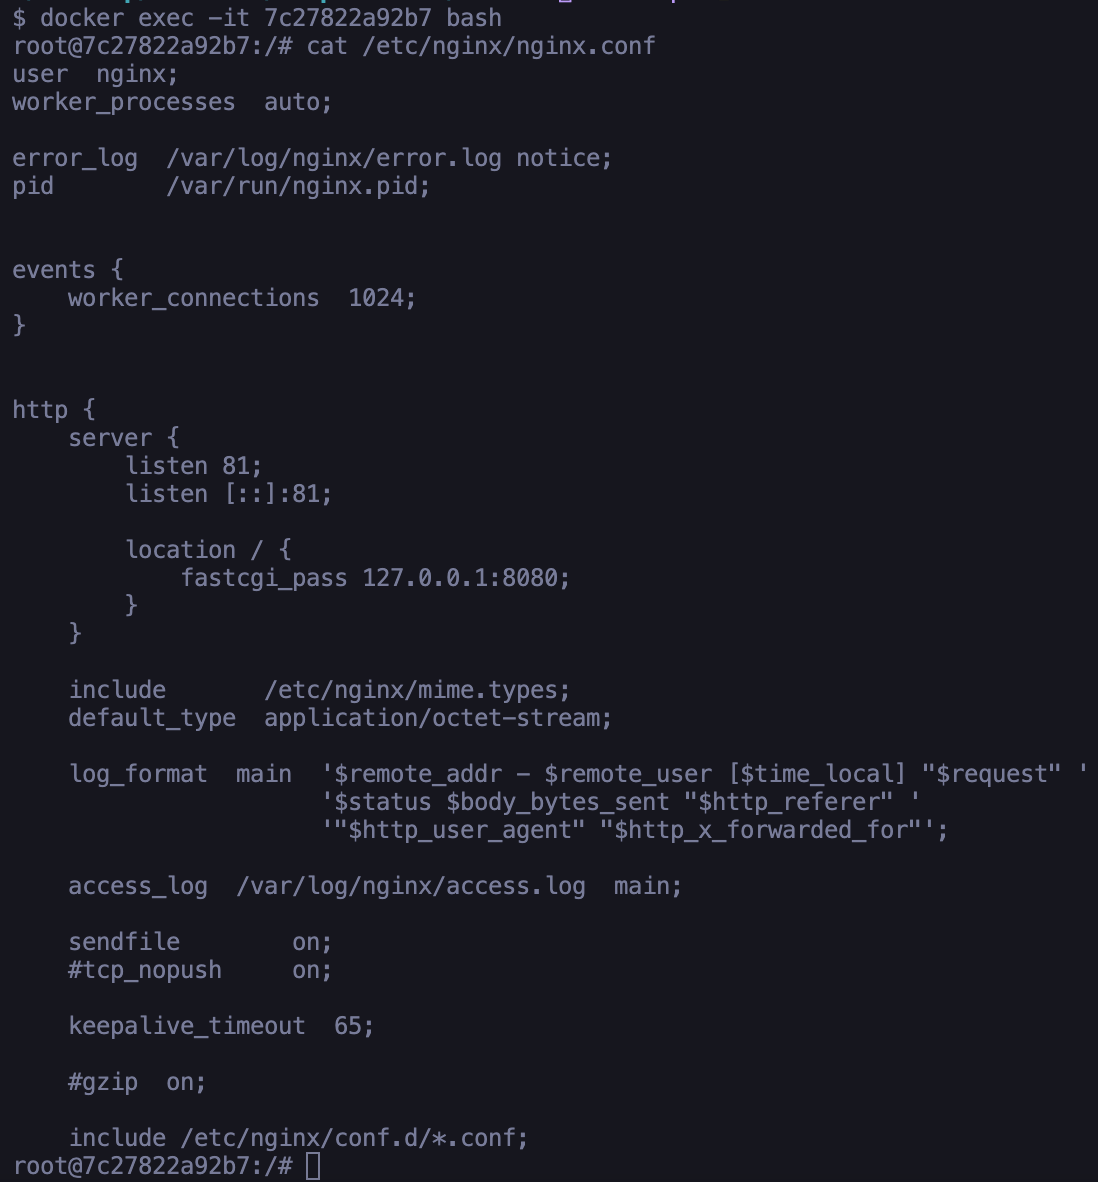 $ docker exec -it 7c27822a92b7 bash
root@7c27822a92b7:/# cat /etc/nginx/nginx.conf
user  nginx;
worker_processes  auto;

error_log  /var/log/nginx/error.log notice;
pid        /var/run/nginx.pid;


events {
    worker_connections  1024;
}


http {
    server {
        listen 81;
        listen [::]:81;

        location / {
            fastcgi_pass 127.0.0.1:8080;
        }
    }

    include       /etc/nginx/mime.types;
    default_type  application/octet-stream;

    log_format  main  '$remote_addr - $remote_user [$time_local] "$request" '
                      '$status $body_bytes_sent "$http_referer" '
                      '"$http_user_agent" "$http_x_forwarded_for"';

    access_log  /var/log/nginx/access.log  main;

    sendfile        on;
    #tcp_nopush     on;

    keepalive_timeout  65;

    #gzip  on;

    include /etc/nginx/conf.d/*.conf;
root@7c27822a92b7:/#